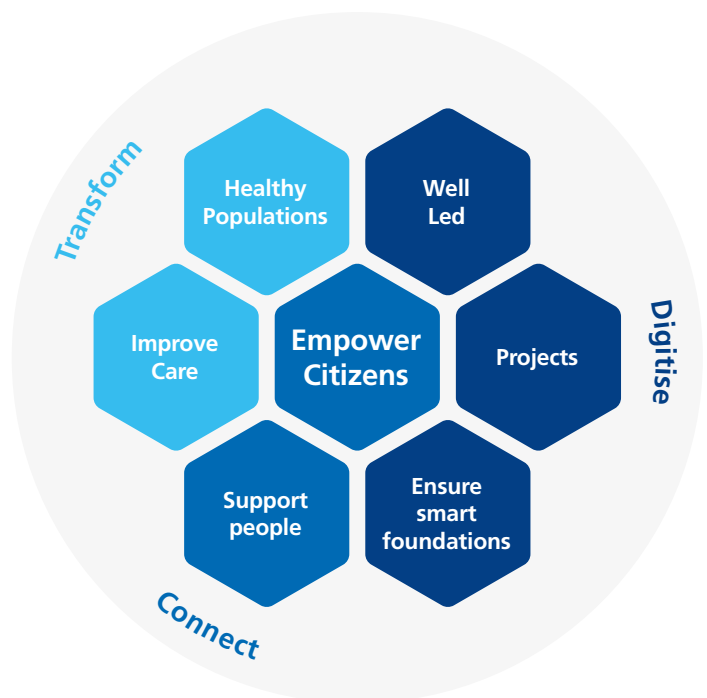 Transform
Healthy
Populations
Well
Led
Improve
Care
Empower
Citizens
Projects
Digitise
Support
people
Ensure
smart
foundations
Connect